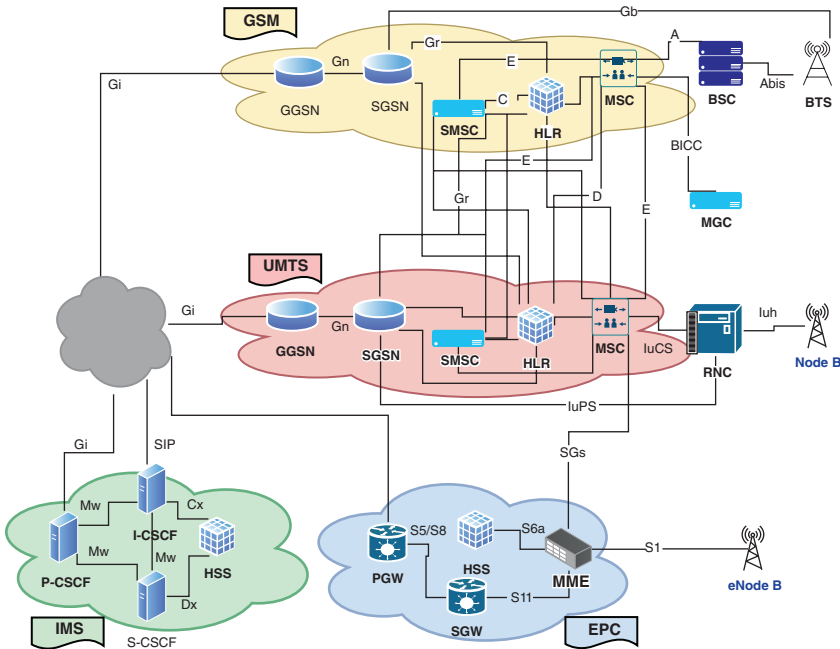 GSM
Gb
Gr
A
Gn
E
Gi
GGSN
SGSN
C
SMSC
HLR
MSC
BSC
Abis
BTS
BICC
E
Gr
D
E
MGC
UMTS
Gi
Gn
Iuh
GGSN
SGSN
SMSC
HLR
MSC
IuCS
RNC
Node B
IuPS
Gi
SIP
SGs
Mw
Cx
I-CSCF
S5/S8
S6a
S1
Mw
Mw
P-CSCF
HSS
PGW
HSS
MME
eNode B
Dx
S11
SGW
IMS
S-CSCF
EPC